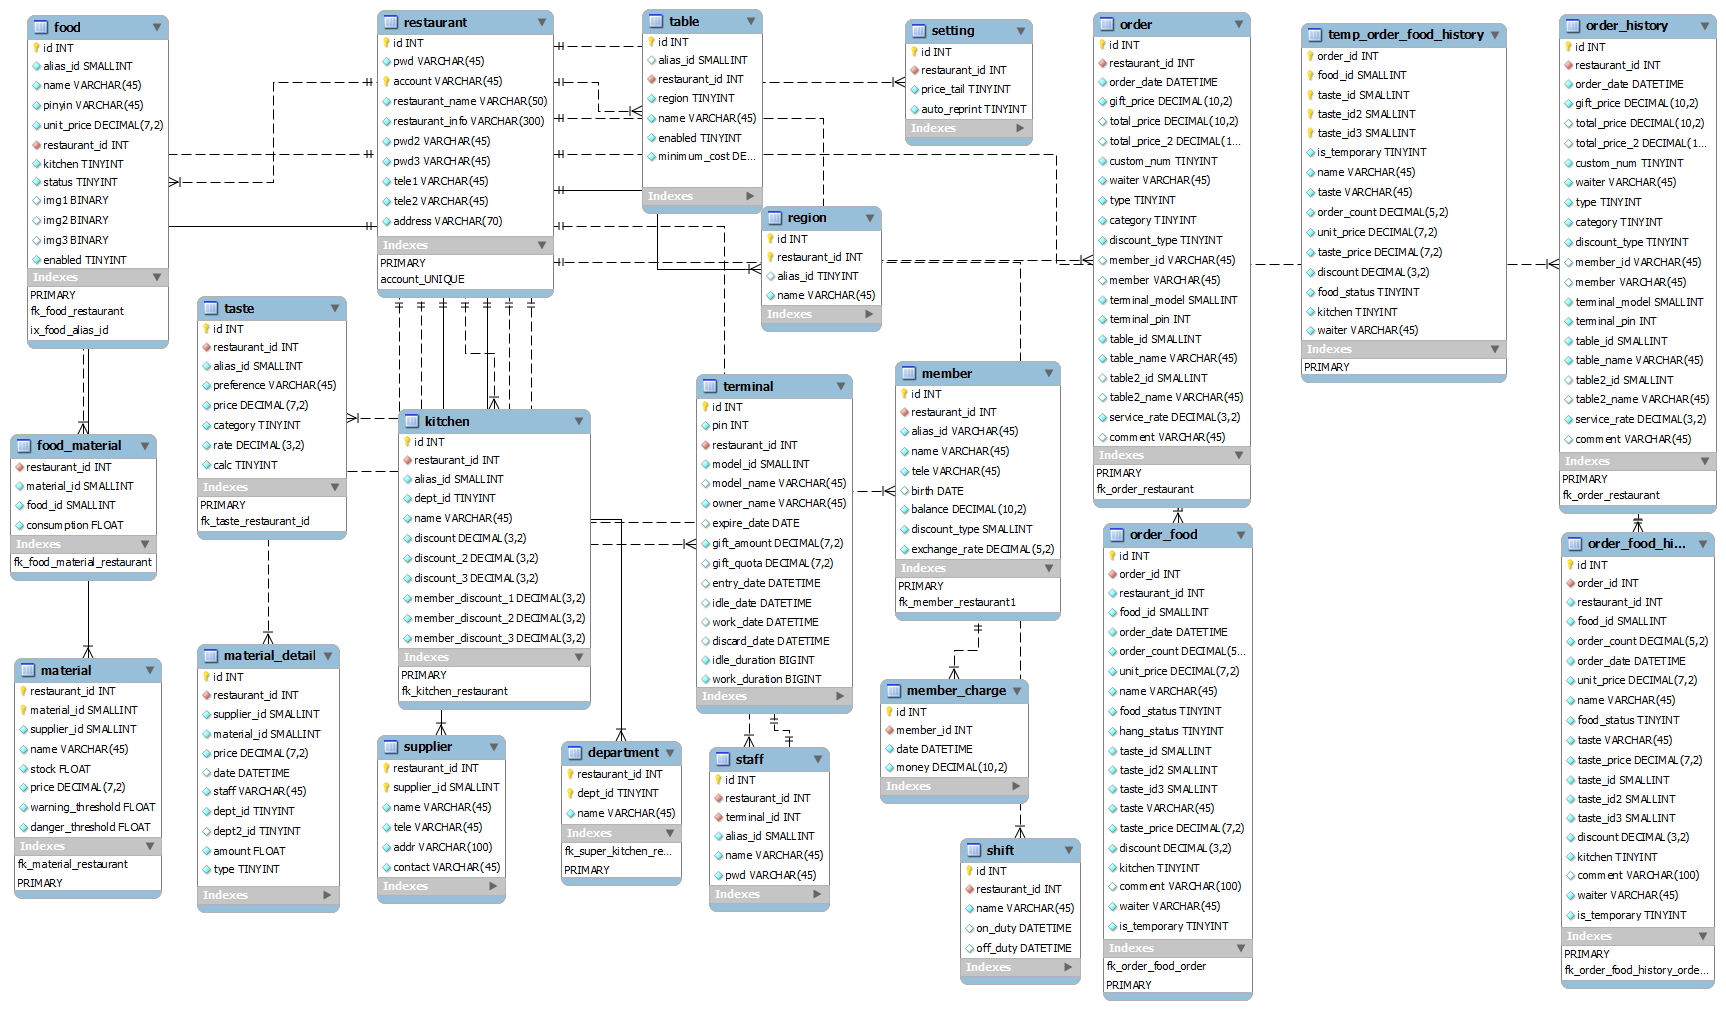 food
id INT
alias_id SMALLINT
name VARCHAR(45)
pinyin VARCHAR(45)
unit_price DECIMAL(7,2)
restaurant_id INT
kitchen TINYINT
status TINYINT
img1 BINARY
img2 BINARY
img3 BINARY
enabled TINYINT
Indexes
PRIMARY
fk_food_restaurant
ix_food_alias_id
restaurant
id INT
pwd VARCHAR(45)
account VARCHAR(45)
restaurant_name VARCHAR(50)
restaurant_info VARCHAR(300)
pwd2 VARCHAR(45)
pwd3 VARCHAR(45)
tele1 VARCHAR(45)
tele2 VARCHAR(45)
address VARCHAR(70)
Indexes
PRIMARY
account_UNIQUE
table
id INT
alias_id SMALLINT
restaurant_id INT
region TINYINT
name VARCHAR(45)
enabled TINYINT
minimum_cost DE...
Indexes
setting
id INT
restaurant_id INT
price_tail TINYINT
auto_reprint TINYINT
Indexes
order
id INT
restaurant_id INT
order_date DATETIME
gift_price DECIMAL(10,2)
total_price DECIMAL(10,2)
total_price_2 DECIMAL(1...
custom_num TINYINT
waiter VARCHAR(45)
type TINYINT
category TINYINT
discount_type TINYINT
member_id VARCHAR(45)
member VARCHAR(45)
terminal_model SMALLINT
terminal_pin INT
table_id SMALLINT
table_name VARCHAR(45)
table2_id SMALLINT
table2_name VARCHAR(45)
service_rate DECIMAL(3,2)
comment VARCHAR(45)
Indexes
PRIMARY
fk_order_restaurant
temp_order_food_history
order_id INT
food_id SMALLINT
taste_id SMALLINT
taste_id2 SMALLINT
taste_id3 SMALLINT
is_temporary TINYINT
name VARCHAR(45)
taste VARCHAR(45)
order_count DECIMAL(5,2)
unit_price DECIMAL(7,2)
taste_price DECIMAL(7,2)
discount DECIMAL(3,2)
food_status TINYINT
kitchen TINYINT
waiter VARCHAR(45)
Indexes
PRIMARY
order_history
id INT
restaurant_id INT
order_date DATETIME
gift_price DECIMAL(10,2)
total_price DECIMAL(10,2)
total_price_2 DECIMAL(1...
custom_num TINYINT
waiter VARCHAR(45)
type TINYINT
category TINYINT
discount_type TINYINT
member_id VARCHAR(45)
member VARCHAR(45)
terminal_model SMALLINT
terminal_pin INT
table_id SMALLINT
table_name VARCHAR(45)
table2_id SMALLINT
table2_name VARCHAR(45)
service_rate DECIMAL(3,2)
comment VARCHAR(45)
Indexes
PRIMARY
fk_order_restaurant
region
id INT
restaurant_id INT
alias_id TINYINT
name VARCHAR(45)
Indexes
taste
id INT
restaurant_id INT
alias_id SMALLINT
preference VARCHAR(45)
price DECIMAL(7,2)
category TINYINT
rate DECIMAL(3,2)
calc TINYINT
Indexes
PRIMARY
fk_taste_restaurant_id
kitchen
id INT
restaurant_id INT
alias_id SMALLINT
dept_id TINYINT
name VARCHAR(45)
discount DECIMAL(3,2)
discount_2 DECIMAL(3,2)
discount_3 DECIMAL(3,2)
member_discount_1 DECIMAL(3,2)
member_discount_2 DECIMAL(3,2)
member_discount_3 DECIMAL(3,2)
Indexes
PRIMARY
fk_kitchen_restaurant
terminal
id INT
pin INT
restaurant_id INT
model_id SMALLINT
model_name VARCHAR(45)
owner_name VARCHAR(45)
expire_date DATE
gift_amount DECIMAL(7,2)
gift_quota DECIMAL(7,2)
entry_date DATETIME
idle_date DATETIME
work_date DATETIME
discard_date DATETIME
idle_duration BIGINT
work_duration BIGINT
Indexes
member
id INT
restaurant_id INT
alias_id VARCHAR(45)
name VARCHAR(45)
tele VARCHAR(45)
birth DATE
balance DECIMAL(10,2)
discount_type SMALLINT
exchange_rate DECIMAL(5,2)
Indexes
PRIMARY
fk_member_restaurant1
food_material
restaurant_id INT
material_id SMALLINT
food_id SMALLINT
consumption FLOAT
Indexes
fk_food_material_restaurant
material
restaurant_id INT
material_id SMALLINT
supplier_id SMALLINT
name VARCHAR(45)
stock FLOAT
price DECIMAL(7,2)
warning_threshold FLOAT
danger_threshold FLOAT
Indexes
fk_material_restaurant
PRIMARY
material_detail
id INT
restaurant_id INT
supplier_id SMALLINT
material_id SMALLINT
price DECIMAL(7,2)
date DATETIME
staff VARCHAR(45)
dept_id TINYINT
dept2_id TINYINT
amount FLOAT
type TINYINT
Indexes
supplier
restaurant_id INT
supplier_id SMALLINT
name VARCHAR(45)
tele VARCHAR(45)
addr VARCHAR(100)
contact VARCHAR(45)
Indexes
department
restaurant_id INT
dept_id TINYINT
name VARCHAR(45)
Indexes
fk_super_kitchen_re...
PRIMARY
staff
id INT
restaurant_id INT
terminal_id INT
alias_id SMALLINT
name VARCHAR(45)
pwd VARCHAR(45)
Indexes
member_charge
id INT
member_id INT
date DATETIME
money DECIMAL(10,2)
Indexes
shift
id INT
restaurant_id INT
name VARCHAR(45)
on_duty DATETIME
off_duty DATETIME
Indexes
order_food
id INT
order_id INT
restaurant_id INT
food_id SMALLINT
order_date DATETIME
order_count DECIMAL(5...
unit_price DECIMAL(7,2)
name VARCHAR(45)
food_status TINYINT
hang_status TINYINT
taste_id SMALLINT
taste_id2 SMALLINT
taste_id3 SMALLINT
taste VARCHAR(45)
taste_price DECIMAL(7,2)
discount DECIMAL(3,2)
kitchen TINYINT
comment VARCHAR(100)
waiter VARCHAR(45)
is_temporary TINYINT
Indexes
fk_order_food_order
PRIMARY
order_food_hi...
id INT
order_id INT
restaurant_id INT
food_id SMALLINT
order_count DECIMAL(5,2)
order_date DATETIME
unit_price DECIMAL(7,2)
name VARCHAR(45)
food_status TINYINT
taste VARCHAR(45)
taste_price DECIMAL(7,2)
taste_id SMALLINT
taste_id2 SMALLINT
taste_id3 SMALLINT
discount DECIMAL(3,2)
kitchen TINYINT
comment VARCHAR(100)
waiter VARCHAR(45)
is_temporary TINYINT
Indexes
PRIMARY
fk_order_food_history_orde...